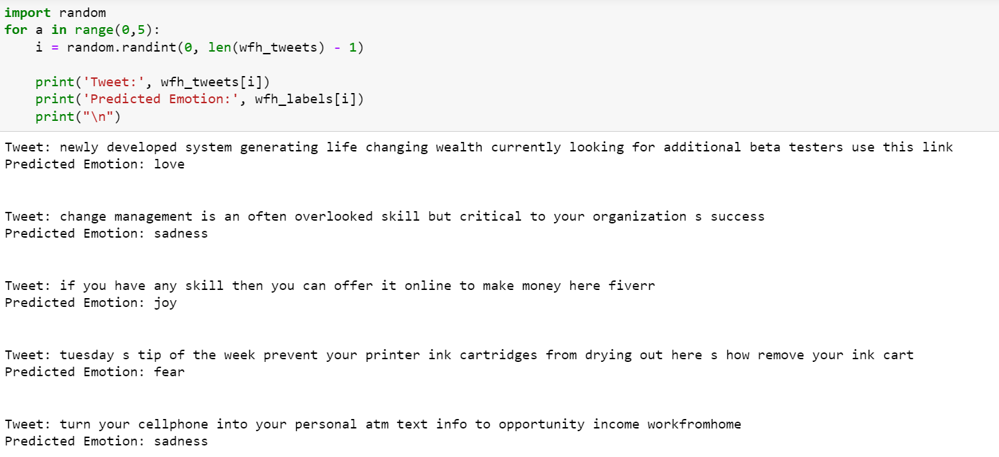 import random
for a in range(0,5):
    i = random.randint(0, len(wfh_tweets) - 1)
    print('Tweet:', wfh_tweets[i])
    print('Predicted Emotion:', wfh_labels[i])
    print("\n")
Tweet: newly developed system generating life changing wealth currently looking for additional beta testers use this link
Predicted Emotion: love
Tweet: change management is an often overlooked skill but critical to your organization s success
Predicted Emotion: sadness
Tweet: if you have any skill then you can offer it online to make money here fiverr
Predicted Emotion: joy
Tweet: tuesday s tip of the week prevent your printer ink cartridges from drying out here s how remove your ink cart
Predicted Emotion: fear
Tweet: turn your cellphone into your personal atm text info to opportunity income workfromhome
Predicted Emotion: sadness